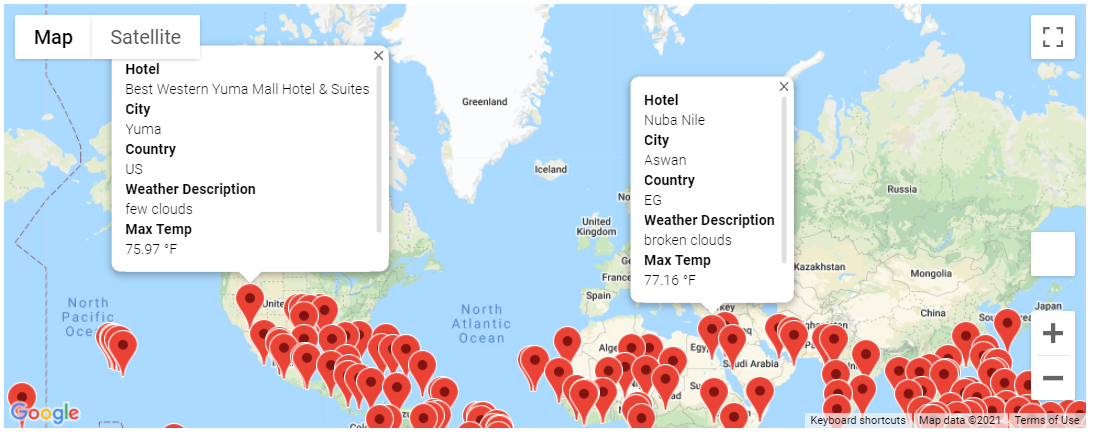 Map
Satellite
Hotel
Best Western Yuma Mall Hotel & Suites
City
Yuma
Country
US
Weather Description
few clouds
Max Temp
75.97 °F
Hotel
Nuba Nile
City
Aswan
Country
EG
Weather Description
broken clouds
Max Temp
77.16 °F
Greenland
Iceland
Russia
United
Kingdom
Kazakhstan
Mongolia
France
Spain
China
Japan
North
Pacific
North
Atlantic
Ocean
Saudi Arabia
Google
Keyboard shortcuts
Map data ©2021
Terms of Use